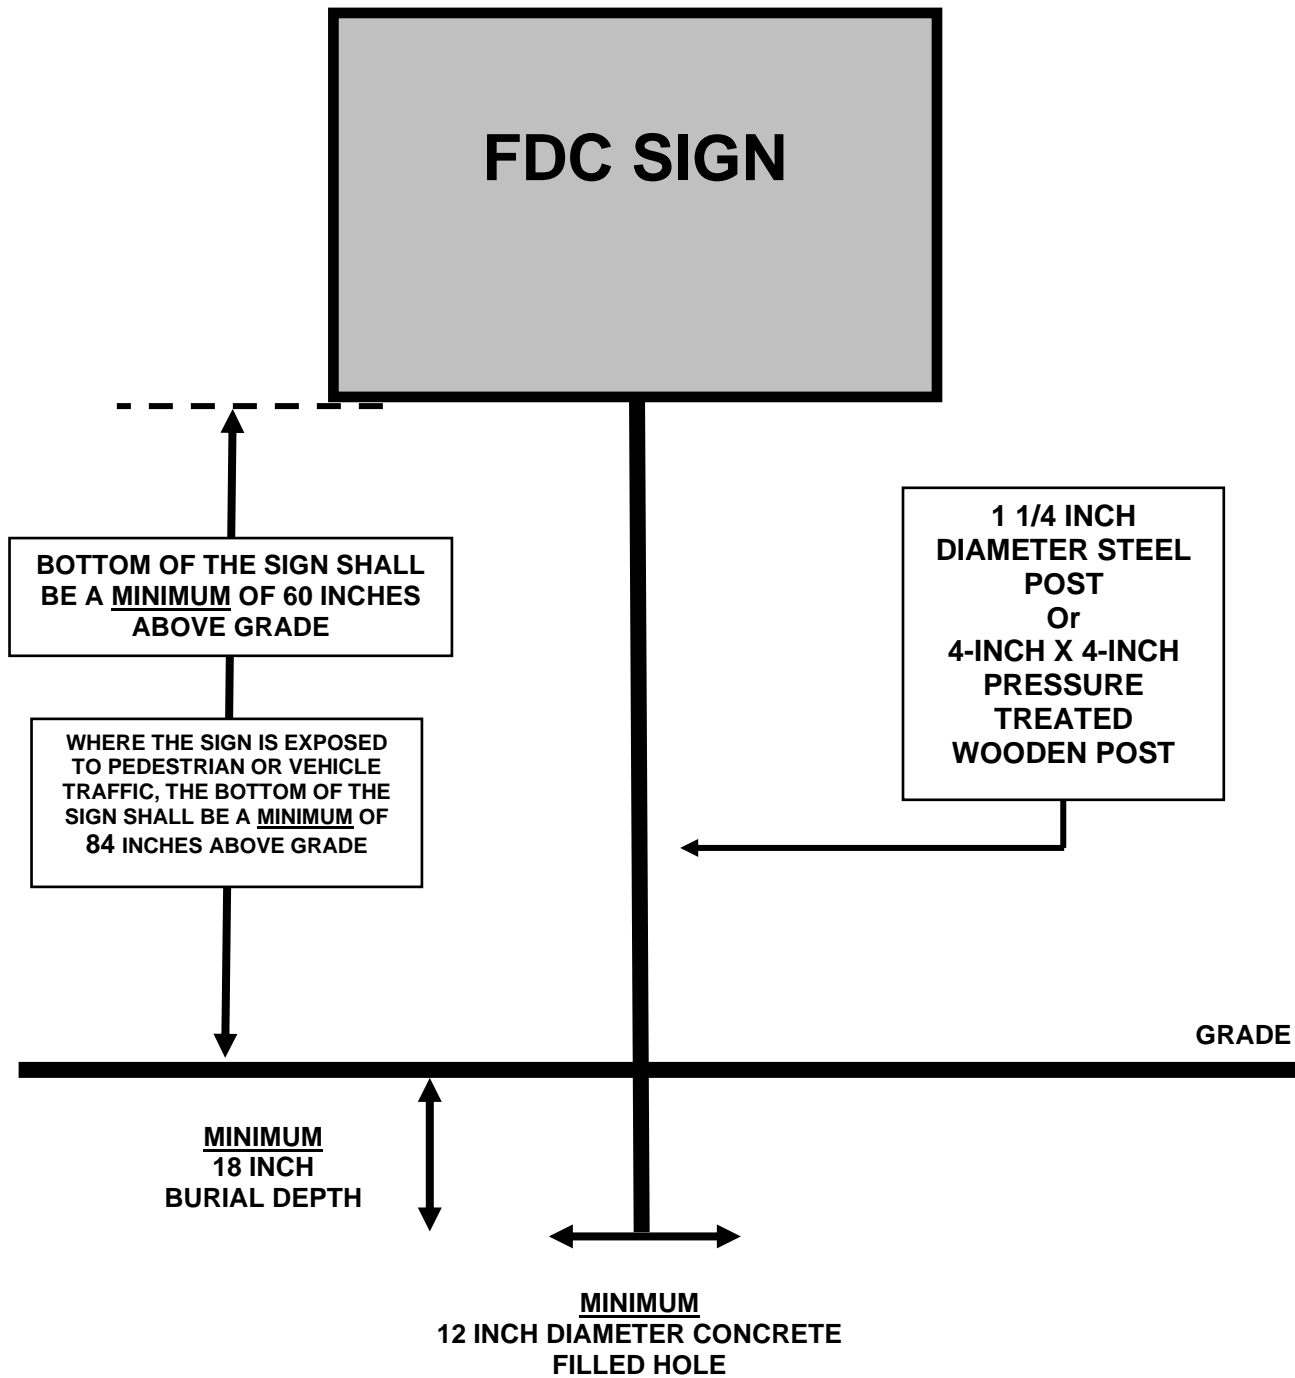 FDC SIGN
BOTTOM OF THE SIGN SHALL
BE A MINIMUM OF 60 INCHES
ABOVE GRADE
WHERE THE SIGN IS EXPOSED
TO PEDESTRIAN OR VEHICLE
TRAFFIC, THE BOTTOM OF THE
SIGN SHALL BE A MINIMUM OF
84 INCHES ABOVE GRADE
1 1/4 INCH
DIAMETER STEEL
POST
Or
4-INCH X 4-INCH
PRESSURE
TREATED
WOODEN POST
GRADE
MINIMUM
18 INCH
BURIAL DEPTH
MINIMUM
12 INCH DIAMETER CONCRETE
FILLED HOLE